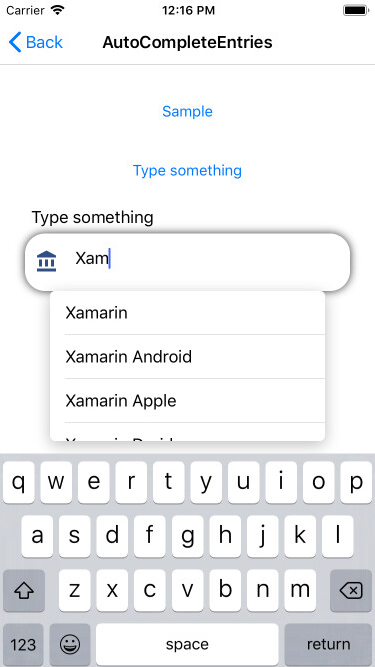 Carrier 12:16 PM
Back AutoCompleteEntries
Sample
Type something
Type something
Xam
Xamarin
Xamarin Android
Xamarin Apple
q w e r t y u i o p
a s d f g h j k l
z x c v b n m
123 space return